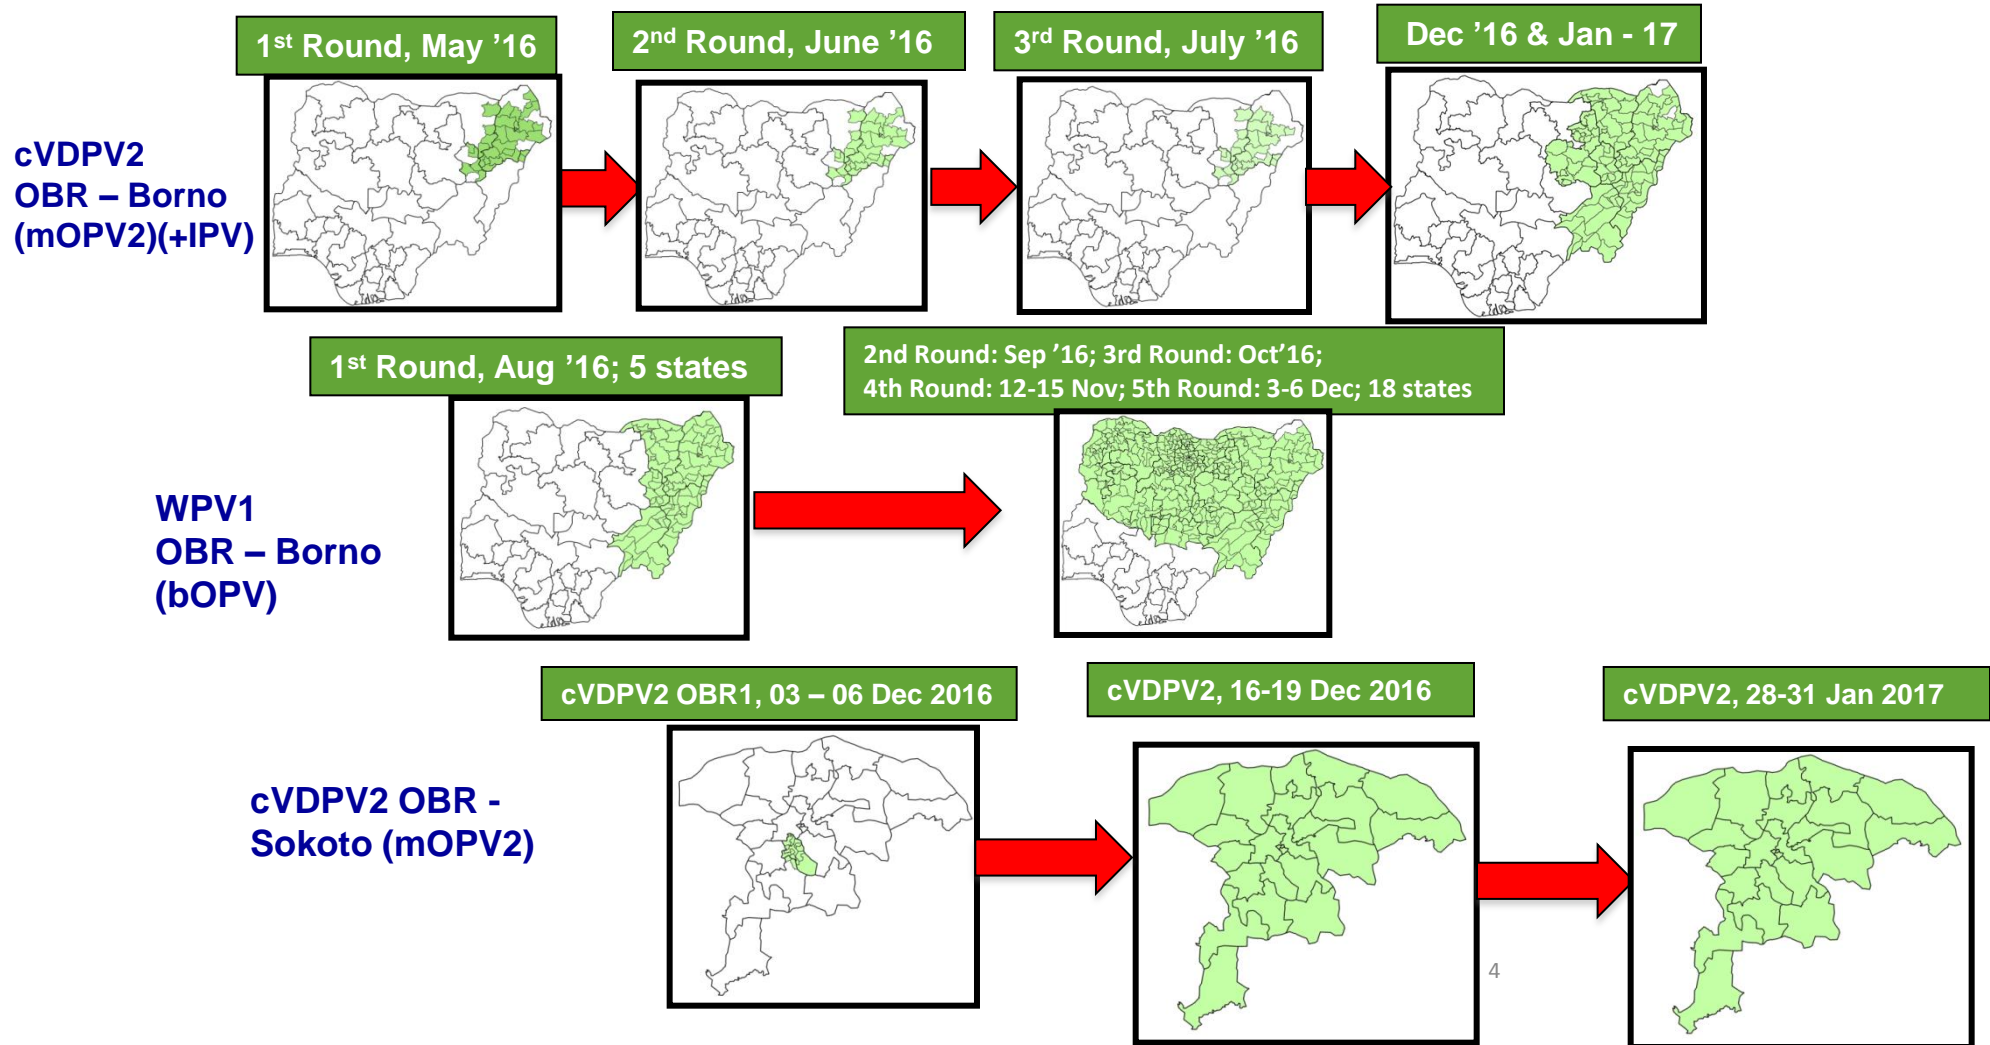 1st Round, May ’16
2nd Round, June ’16
3rd Round, July ’16
Dec ’16 & Jan - 17
cVDPV2
OBR – Borno
(mOPV2)(+IPV)
1st Round, Aug ’16; 5 states
2nd Round: Sep ’16; 3rd Round: Oct’16;
4th Round: 12-15 Nov; 5th Round: 3-6 Dec; 18 states
WPV1
OBR – Borno
(bOPV)
cVDPV2 OBR1, 03 – 06 Dec 2016
cVDPV2, 16-19 Dec 2016
cVDPV2, 28-31 Jan 2017
cVDPV2 OBR -
Sokoto (mOPV2)
4